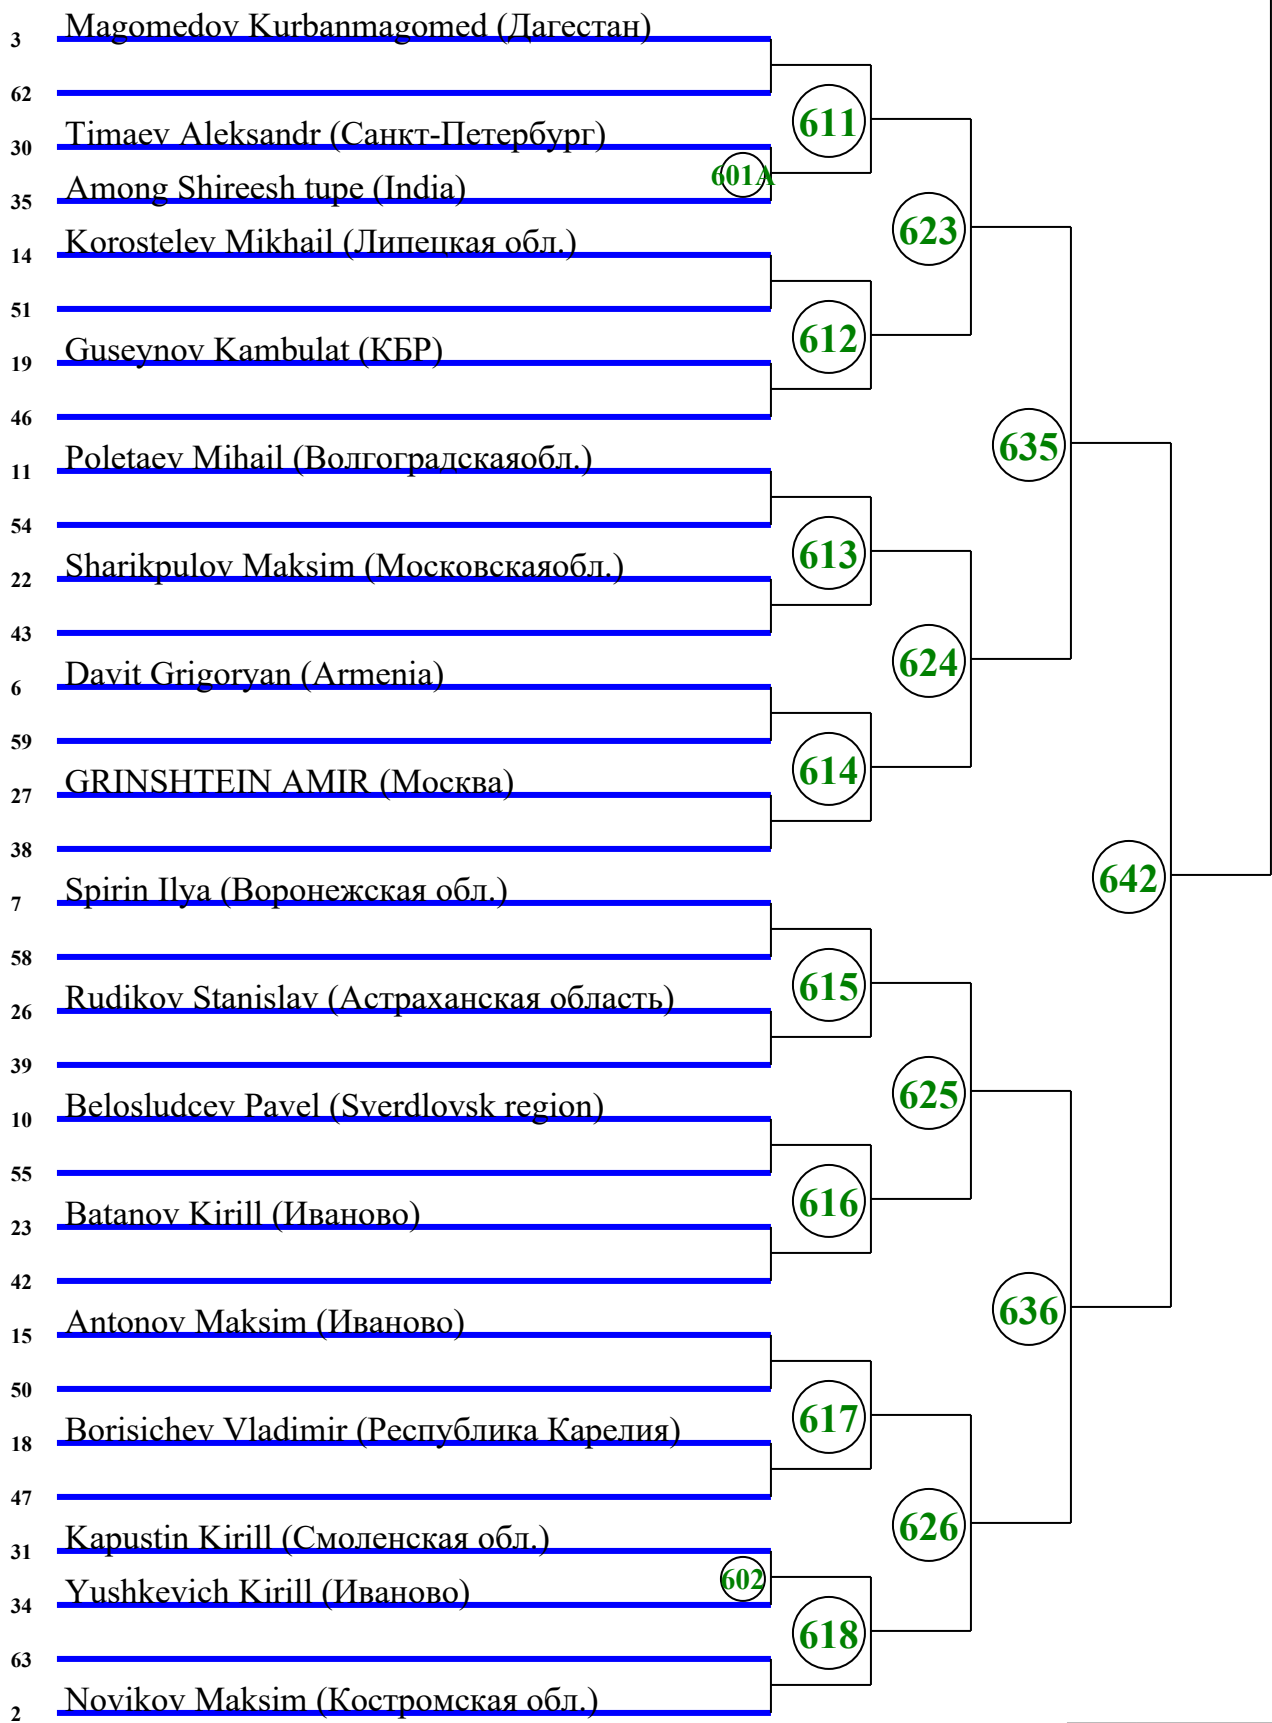 3 Magomedov Kurbanmagomed (Дагестан)
62
611
30 Timaev Aleksandr (Санкт-Петербург)
601A
35 Among Shireesh tupe (India)
623
14 Korostelev Mikhail (Липецкая обл.)
51
612
19 Guseynov Kambulat (КБР)
46
635
11 Poletaev Mihail (Волгоградскаяобл.)
54
613
22 Sharikpulov Maksim (Московскаяобл.)
43
624
6 Davit Grigoryan (Armenia)
59
614
27 GRINSHTEIN AMIR (Москва)
38
642
7 Spirin Ilya (Воронежская обл.)
58
615
26 Rudikov Stanislav (Астраханская область)
39
625
10 Belosludcev Pavel (Sverdlovsk region)
55
616
23 Batanov Kirill (Иваново)
42
636
15 Antonov Maksim (Иваново)
50
617
18 Borisichev Vladimir (Республика Карелия)
47
626
31 Kapustin Kirill (Смоленская обл.)
602
34 Yushkevich Kirill (Иваново)
618
63
2 Novikov Maksim (Костромская обл.)